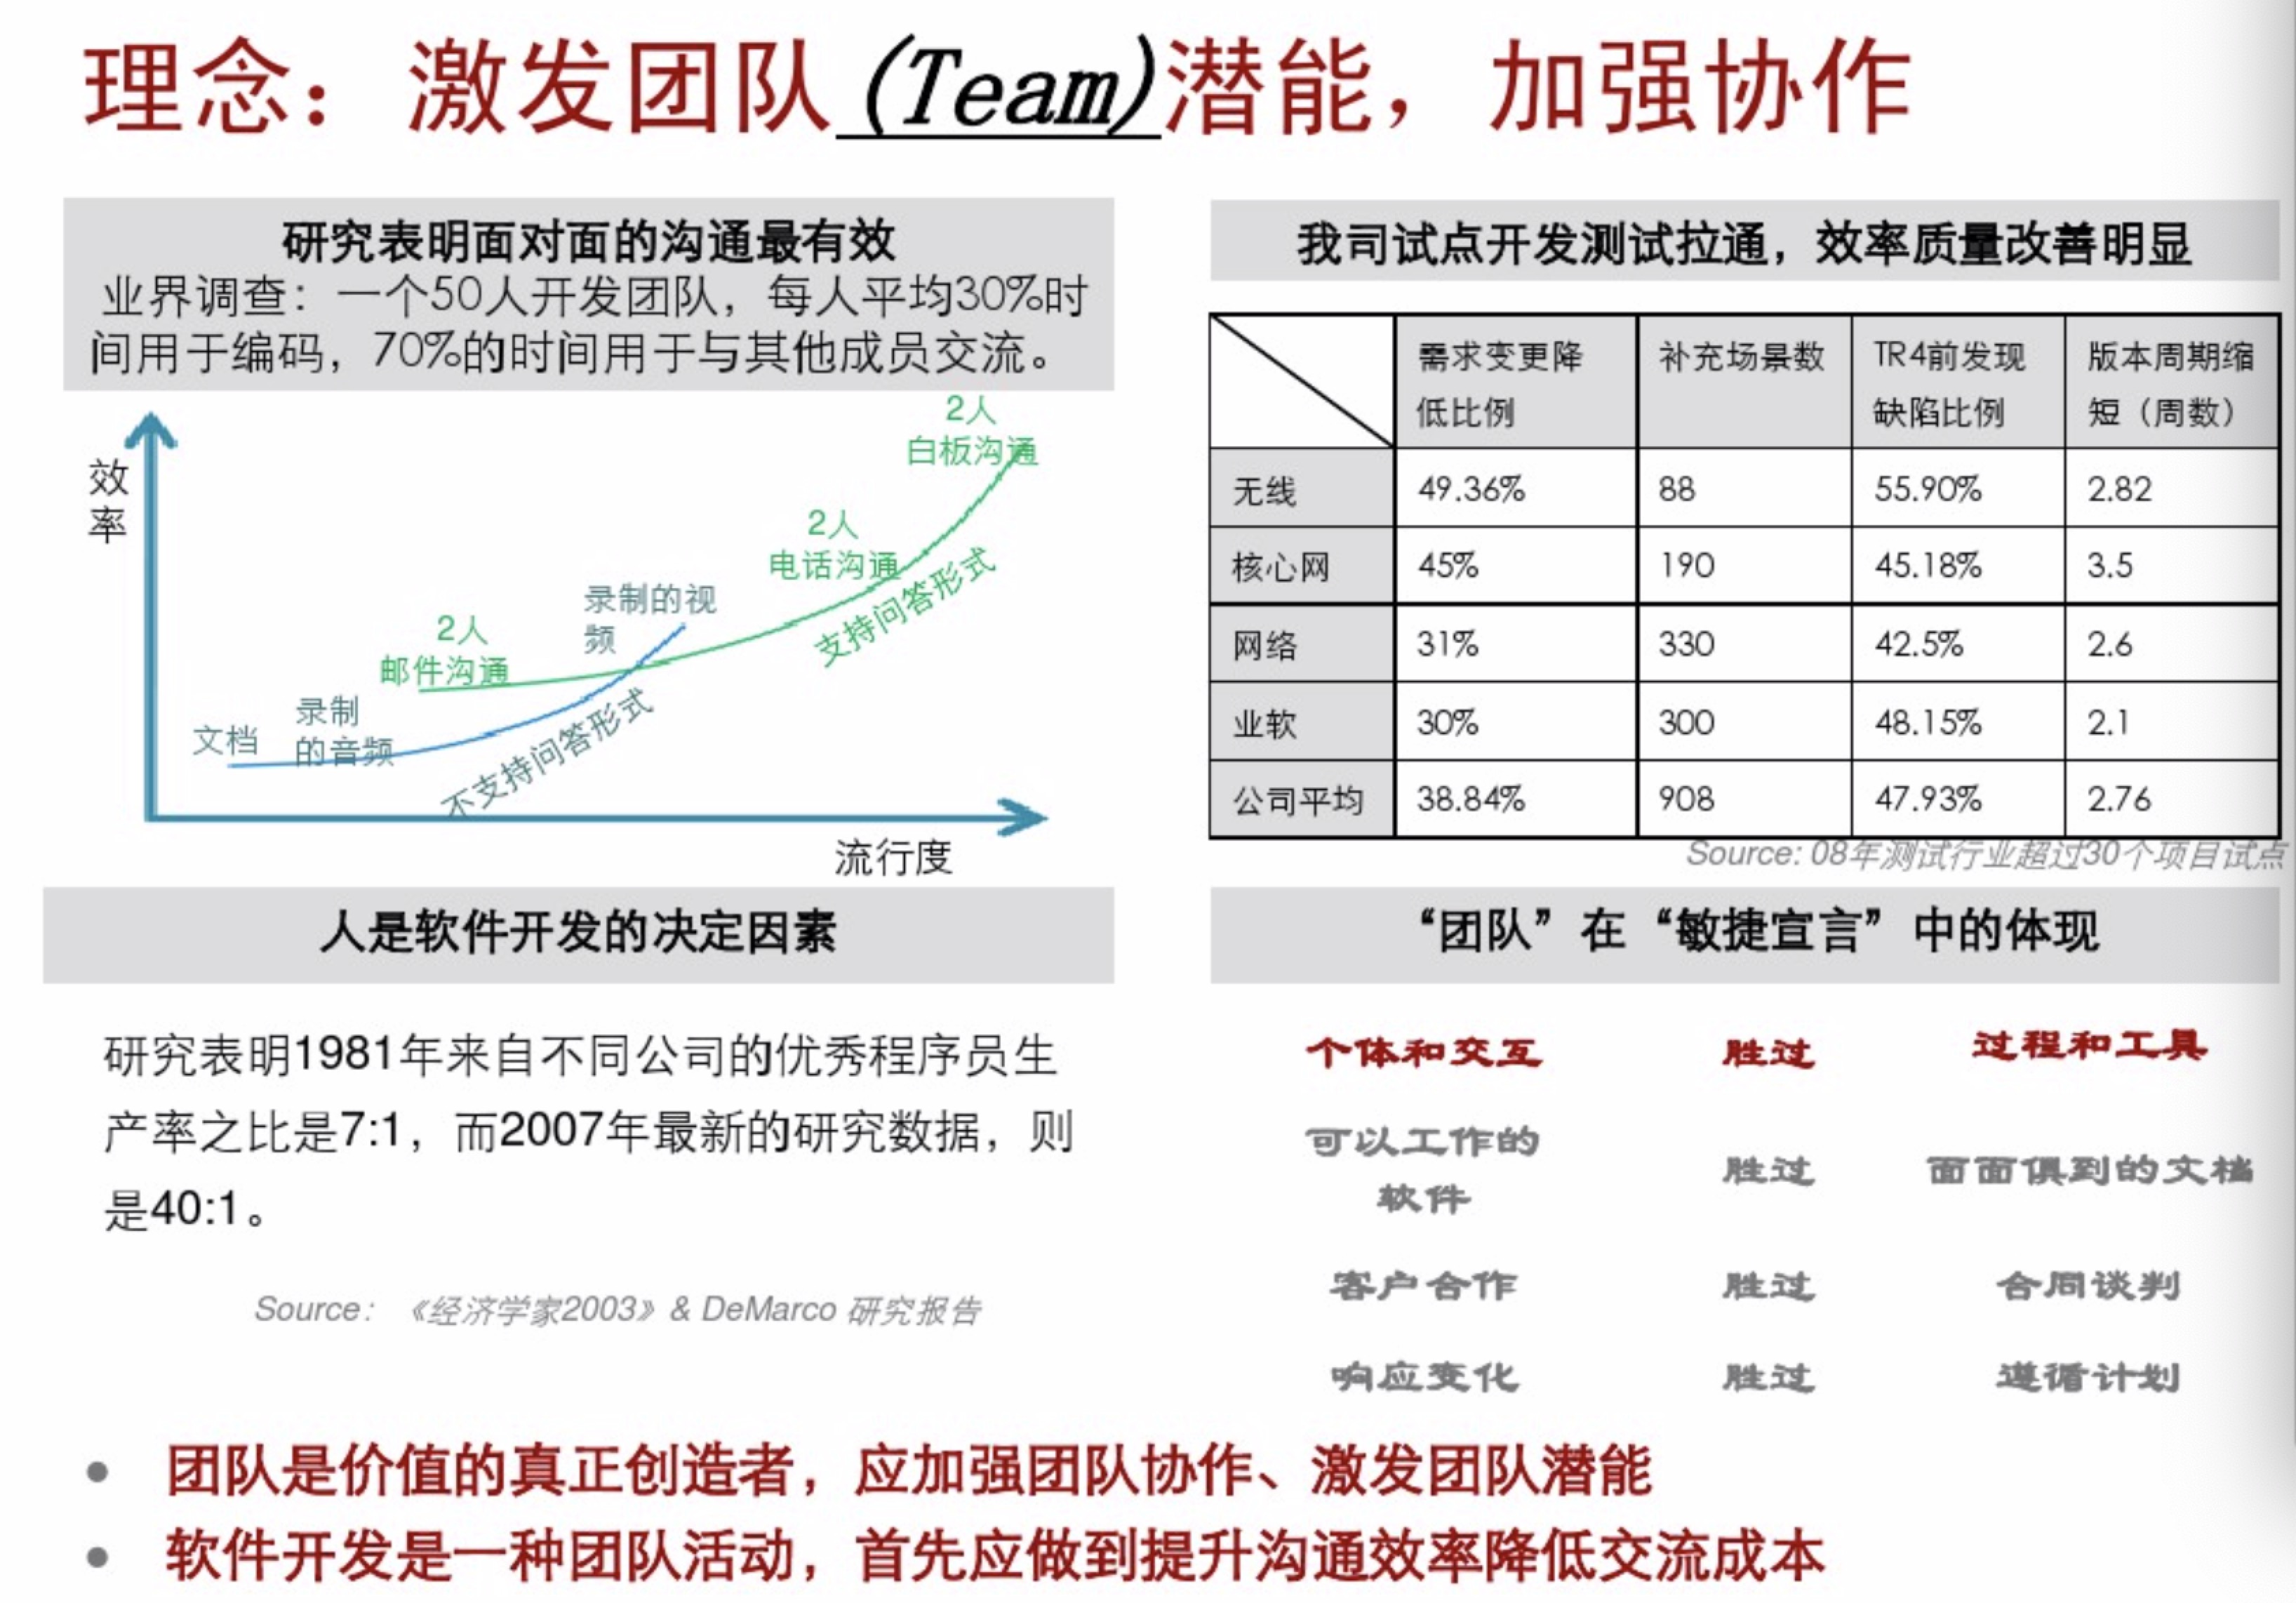 理念：激发团队(Team)潜能，加强协作
研究表明面对面的沟通最有效
业界调查：一个50人开发团队，每人平均30%时
间用于编码，70%的时间用于与其他成员交流。
效
率
2人
白板沟通
2人
电话沟通
支持问答形式
录制的视
频
2人
邮件沟通
录制
的音频
文档
不支持问答形式
流行度
我司试点开发测试拉通，效率质量改善明显
需求变更降
低比例
补充场景数
TR4前发现
缺陷比例
版本周期缩
短（周数）
无线 49.36% 88 55.90% 2.82
核心网 45% 190 45.18% 3.5
网络 31% 330 42.5% 2.6
业软 30% 300 48.15% 2.1
公司平均 38.84% 908 47.93% 2.76
Source: 08年测试行业超过30个项目试点
人是软件开发的决定因素
研究表明1981年来自不同公司的优秀程序员生
产率之比是7:1，而2007年最新的研究数据，则
是40:1。
Source：《经济学家2003》& DeMarco 研究报告
“团队”在“敏捷宣言”中的体现
个体和交互 胜过 过程和工具
可以工作的
软件
胜过 面面俱到的文档
客户合作 胜过 合同谈判
响应变化 胜过 遵循计划
• 团队是价值的真正创造者，应加强团队协作、激发团队潜能
• 软件开发是一种团队活动，首先应做到提升沟通效率降低交流成本